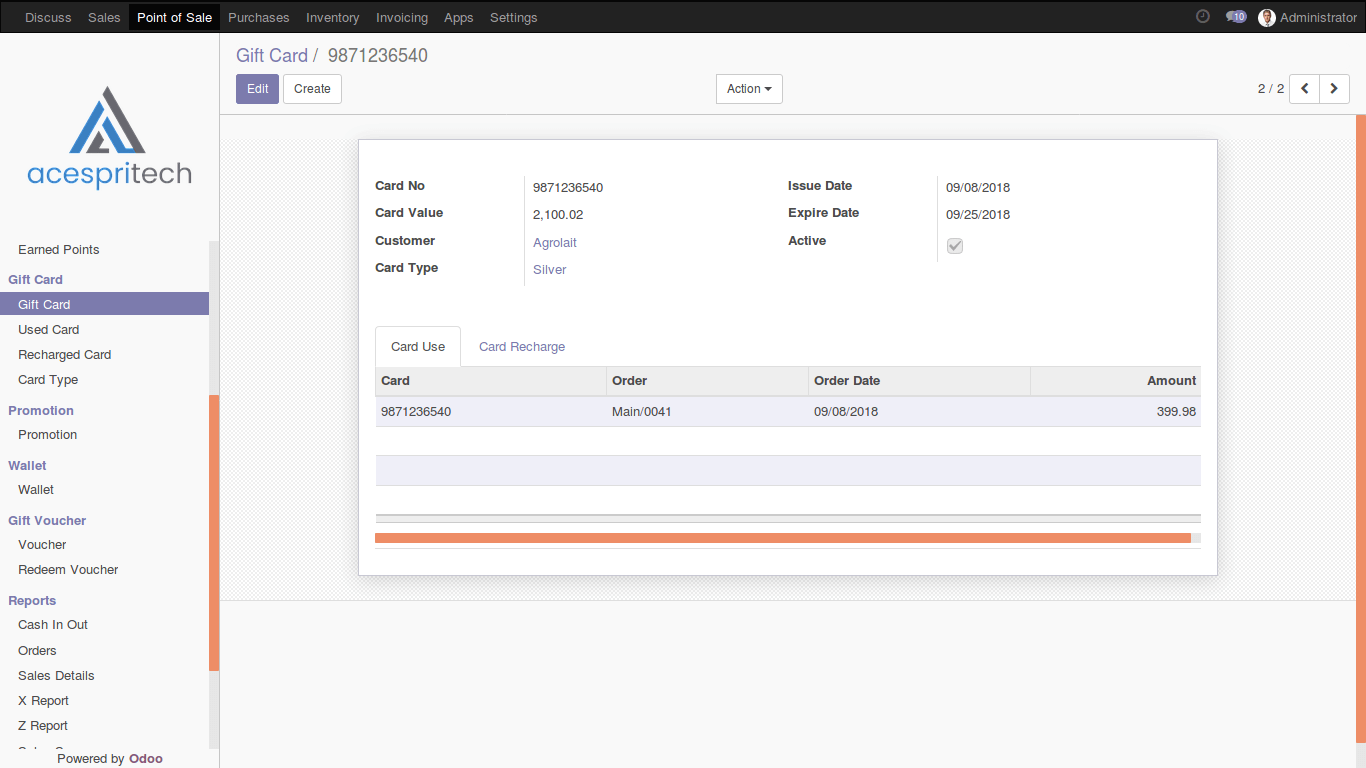 Discuss Sales Point of Sale Purchases Inventory Invoicing Apps Settings 10 Administrator
Gift Card / 9871236540
Edit Create Action 2 / 2
acespritech
Earned Points
Gift Card
Gift Card
Used Card
Recharged Card
Card Type
Promotion
Promotion
Wallet
Wallet
Gift Voucher
Voucher
Redeem Voucher
Reports
Cash In Out
Orders
Sales Details
X Report
Z Report
Powered by Odoo
Card No 9871236540
Card Value 2,100.02
Customer Agrolait
Card Type Silver
Issue Date 09/08/2018
Expire Date 09/25/2018
Active
Card Use Card Recharge
Card Order Order Date Amount
9871236540 Main/0041 09/08/2018 399.98